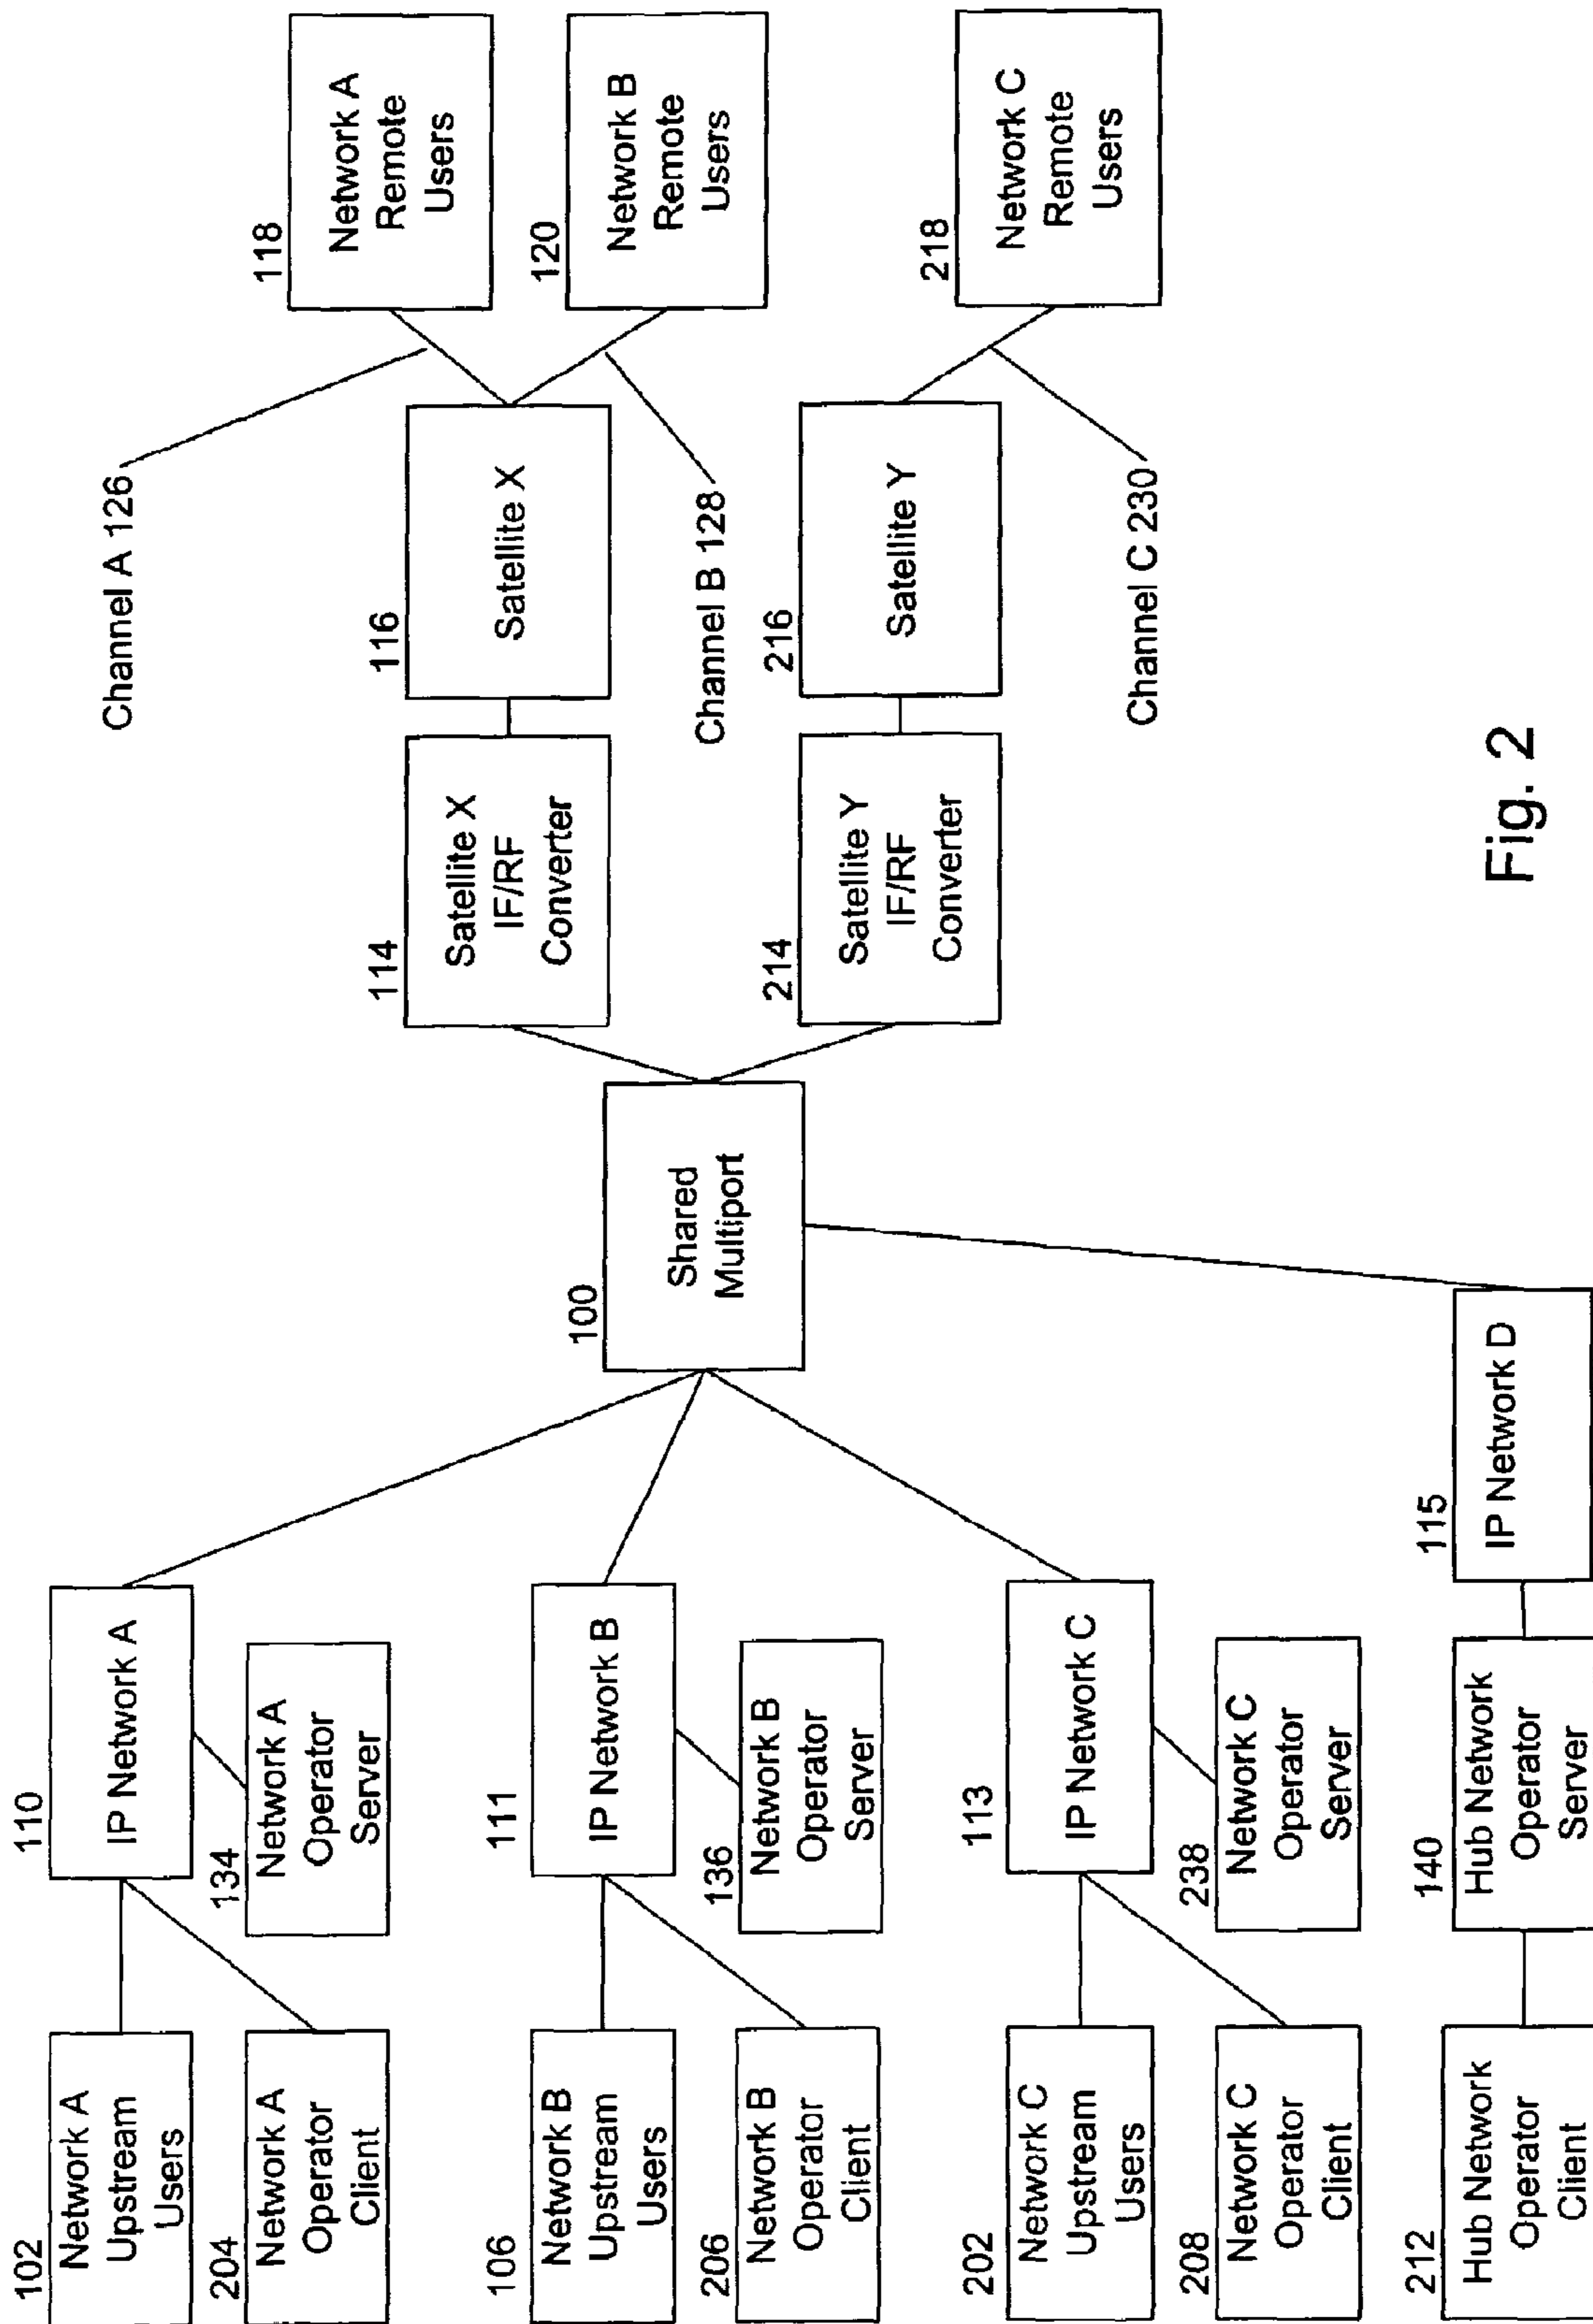 102
Network A
Upstream
Users
204
Network A
Operator
Client
110
IP Network A
134
Network A
Operator
Server
106
Network B
Upstream
Users
206
Network B
Operator
Client
111
IP Network B
136
Network B
Operator
Server
202
Network C
Upstream
Users
208
Network C
Operator
Client
113
IP Network C
238
Network C
Operator
Server
212
Hub Network
Operator
Client
140
Hub Network
Operator
Server
115
IP Network D
100
Shared
Multiport
114
Satellite X
IF/RF
Converter
116
Satellite X
214
Satellite Y
IF/RF
Converter
216
Satellite Y
Channel A 126
Channel B 128
Channel C 230
118
Network A
Remote
Users
120
Network B
Remote
Users
218
Network C
Remote
Users
Fig. 2